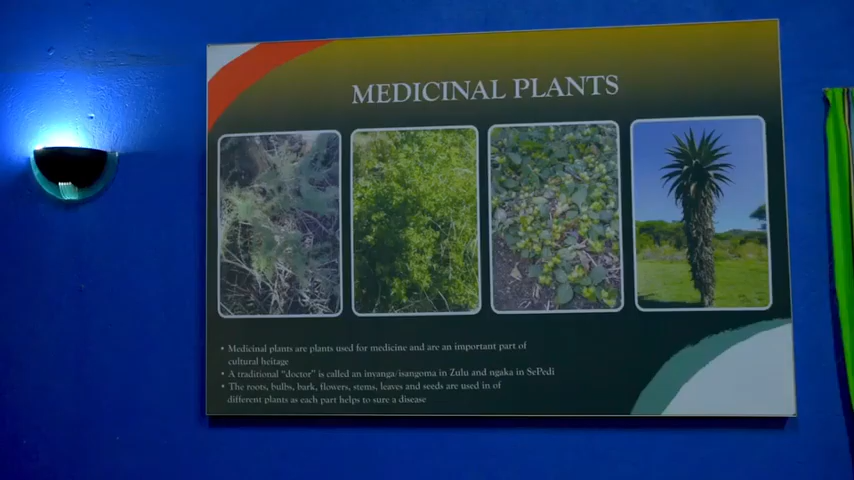 MEDICINAL PLANTS
• Medicinal plants are plants used for medicine and are an important part of
cultural heitage
• A traditional “doctor” is called an invanga-isangoma in Zulu and ngaka in SePedi
• The roots, bulbs, bark, flowers, stems, leaves and seeds are used in of
different plants as each part helps to sure a disease